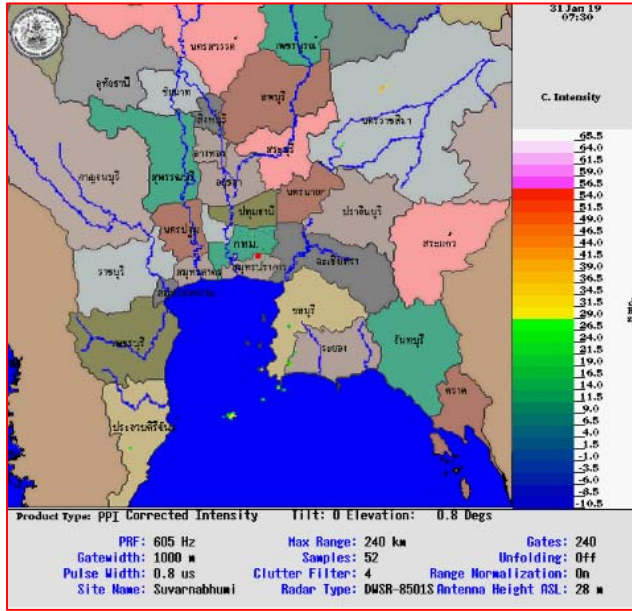 31 Jan 19
07:30
C. Intensity
นครสวรรค์
เพชรบูรณ์
อุทัยธานี
ชัยนาท
ลพบุรี
นครราชสีมา
สิงห์บุรี
อ่างทอง
สระบุรี
กาญจนบุรี
สุพรรณบุรี
อยุธยา
นครนายก
ปทุมธานี
ปราจีนบุรี
นครปฐม
กทม.
สระแก้ว
ฉะเชิงเทรา
ราชบุรี
สมุทรสาคร
สมุทรปราการ
ชลบุรี
เพชรบุรี
ระยอง
จันทบุรี
ตราด
65.5
64.0
61.5
59.0
56.5
54.0
51.5
49.0
46.5
44.0
41.5
39.0
36.5
34.0
31.5
29.0
26.5
24.0
21.5
19.0
16.5
14.0
11.5
9.0
6.5
4.0
1.5
-1.0
-3.5
-6.0
-8.5
-10.5
Product Type: PPI Corrected Intensity Tilt: 0 Elevation: 0.8 Degs
PRF: 605 Hz Max Range: 240 km Gates: 240
Gatewidth: 1000 m Samples: 52 Unfolding: Off
Pulse Width: 0.8 us Clutter Filter: 4 Range Normalization: On
Site Name: Suvarnabhumi Radar Type: DWSR-8501S Antenna Height ASL: 28 m